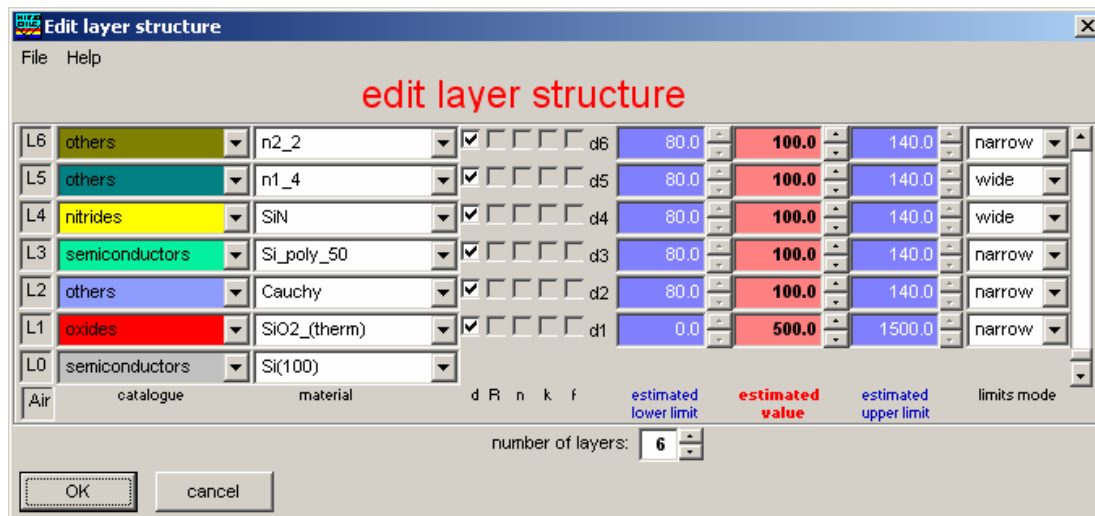 Edit layer structure
File Help
edit layer structure
L6 others n2_2 d6 80.0 100.0 140.0 narrow
L5 others n1_4 d5 80.0 100.0 140.0 wide
L4 nitrides SiN d4 80.0 100.0 140.0 wide
L3 semiconductors Si_poly_50 d3 80.0 100.0 140.0 narrow
L2 others Cauchy d2 80.0 100.0 140.0 narrow
L1 oxides SiO2_(therm) d1 0.0 500.0 1500.0 narrow
L0 semiconductors Si(100)
Air catalogue material d R n k f estimated estimated estimated limits mode
lower limit value upper limit
number of layers: 6
OK cancel